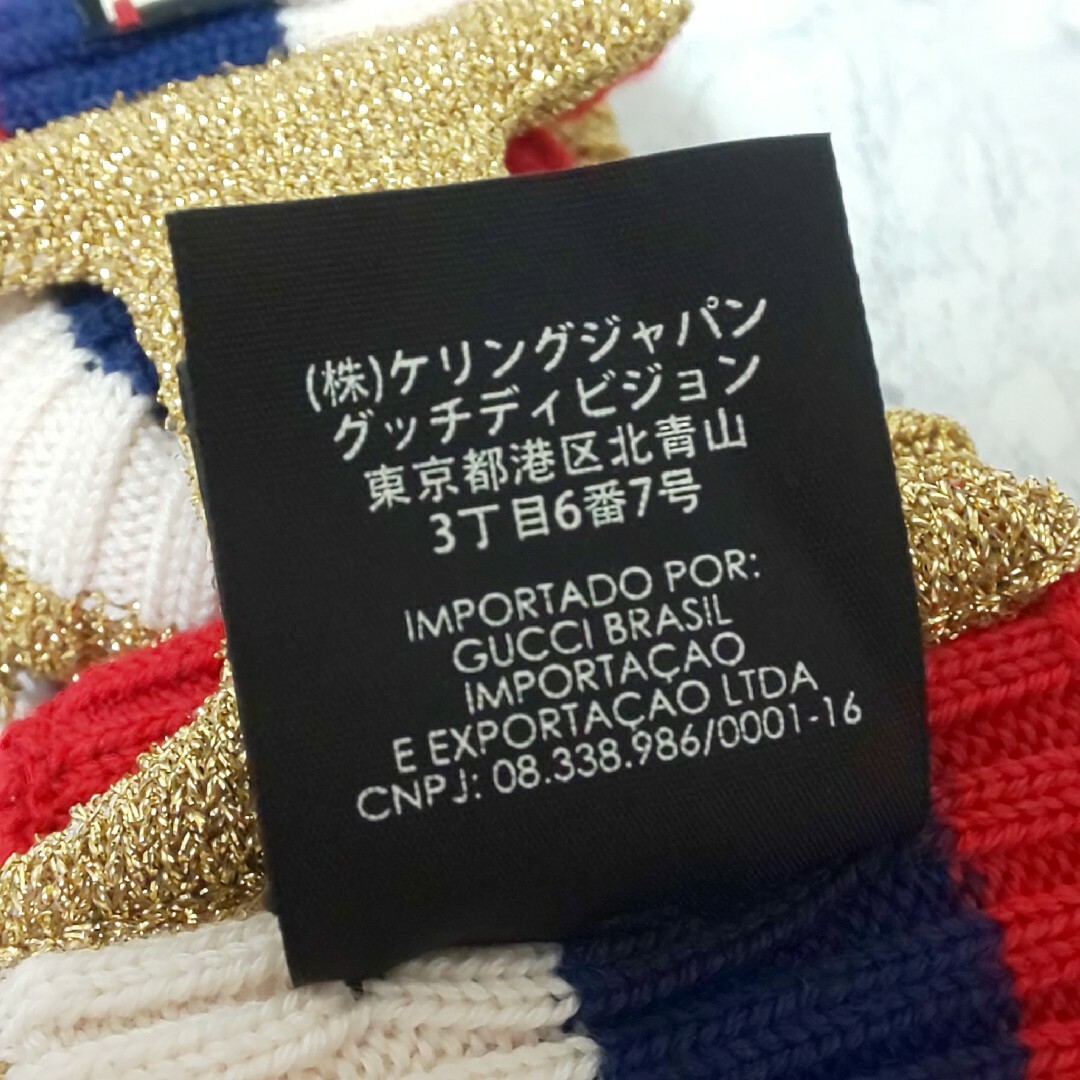 (株)ケリングジャパン
グッチディビジョン
東京都港区北青山
3丁目6番7号
IMPORTADO POR:
GUCCI BRASIL
IMPORTAÇAO
E EXPORTAÇAO LTDA
CNPJ: 08.338.986/0001-16